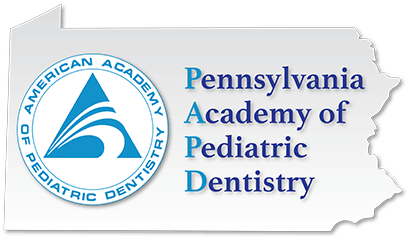 AMERICAN ACADEMY
OF PEDIATRIC DENTISTRY
Pennsylvania
Academy of
Pediatric
Dentistry